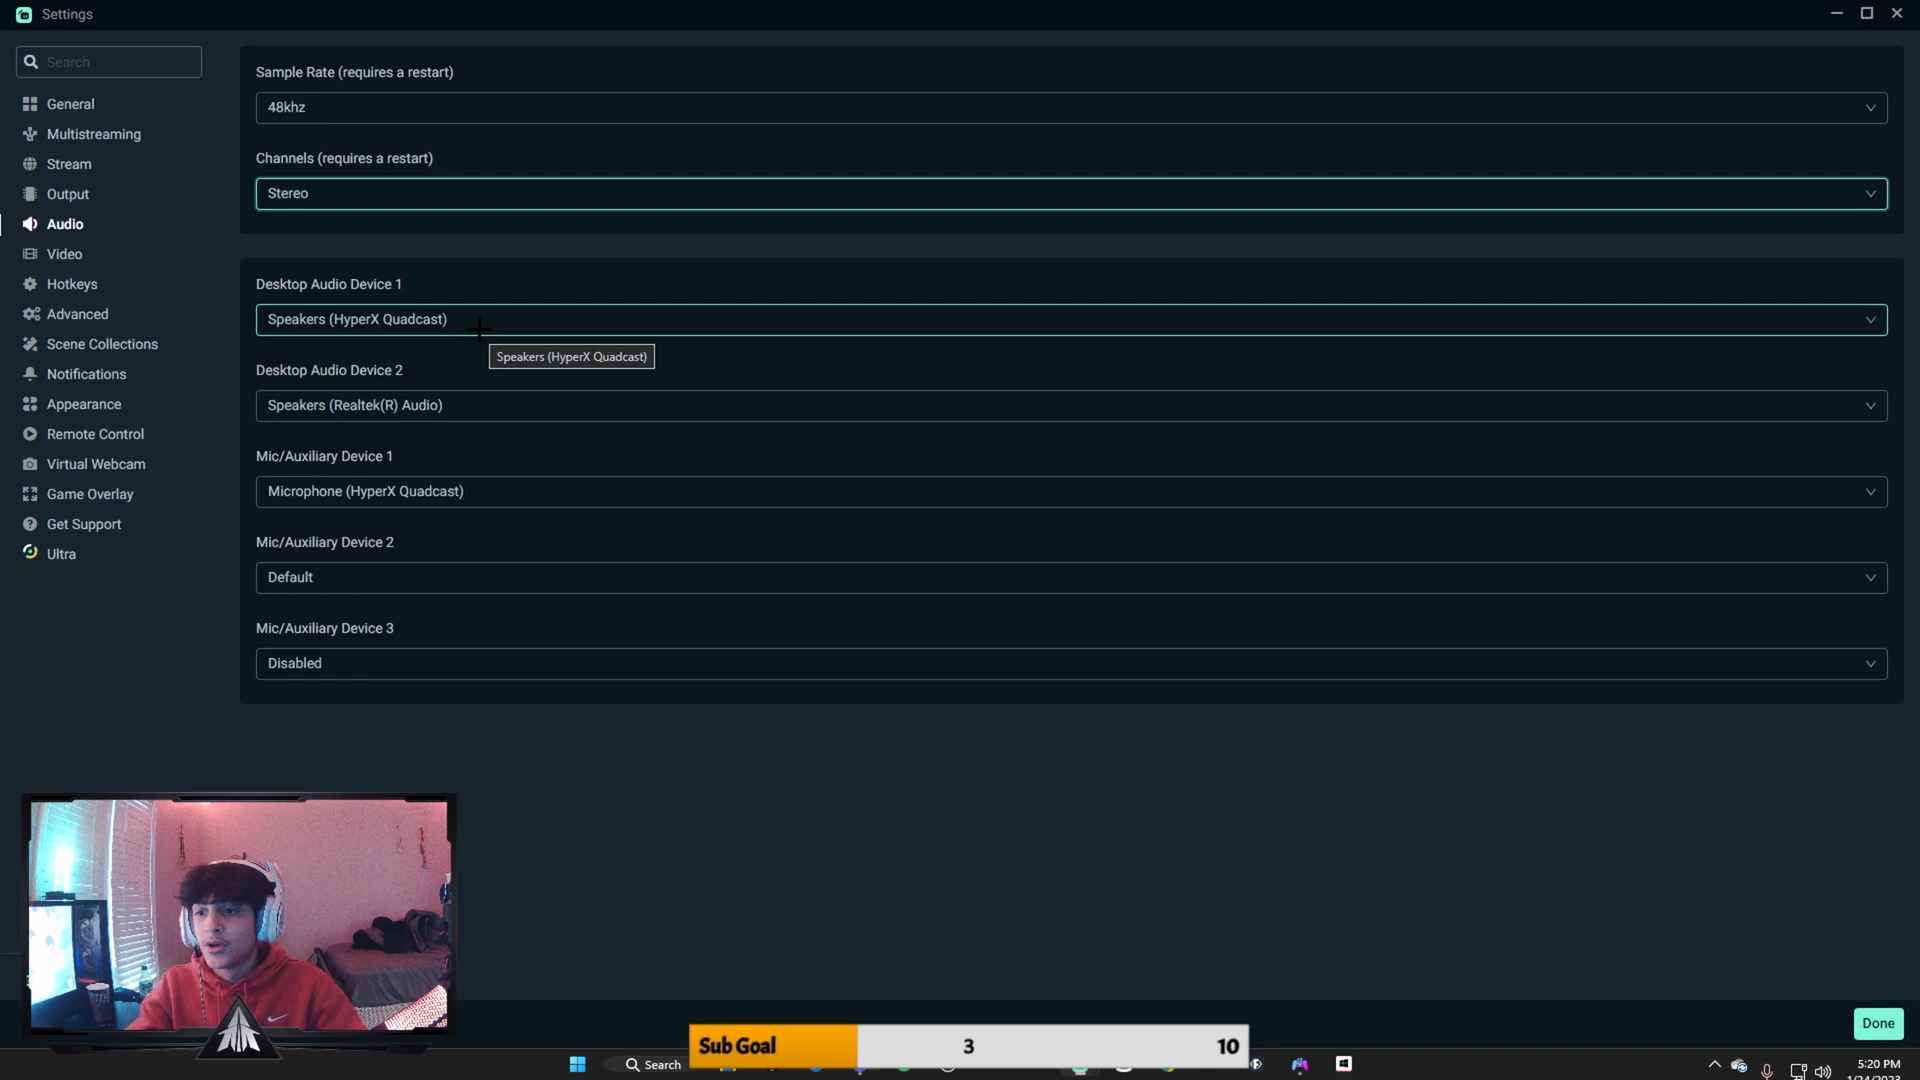 Settings
Search
General
Multistreaming
Stream
Output
Audio
Video
Hotkeys
Advanced
Scene Collections
Notifications
Appearance
Remote Control
Virtual Webcam
Game Overlay
Get Support
Ultra
Sample Rate (requires a restart)
48khz
Channels (requires a restart)
Stereo
Desktop Audio Device 1
Speakers (HyperX Quadcast)
Speakers (HyperX Quadcast)
Desktop Audio Device 2
Speakers (Realtek(R) Audio)
Mic/Auxiliary Device 1
Microphone (HyperX Quadcast)
Mic/Auxiliary Device 2
Default
Mic/Auxiliary Device 3
Disabled
Done
Sub Goal 3 10
Search
5:20 PM
1/24/2023